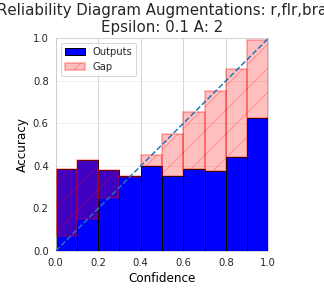 Reliability Diagram Augmentations: r,flr,bra
Epsilon: 0.1 A: 2
1.0
0.8
0.6
0.4
0.2
0.0
Accuracy
Outputs
Gap
0.0 0.2 0.4 0.6 0.8 1.0
Confidence